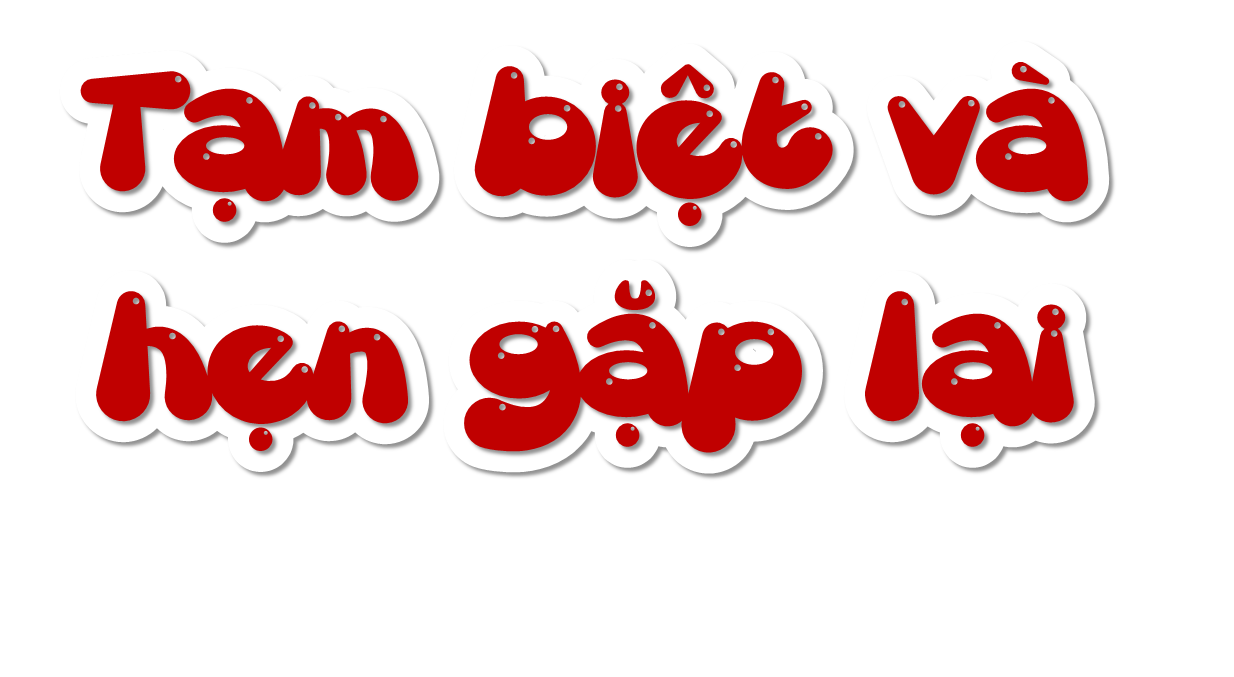 Tạm biệt và
hẹn gặp lại